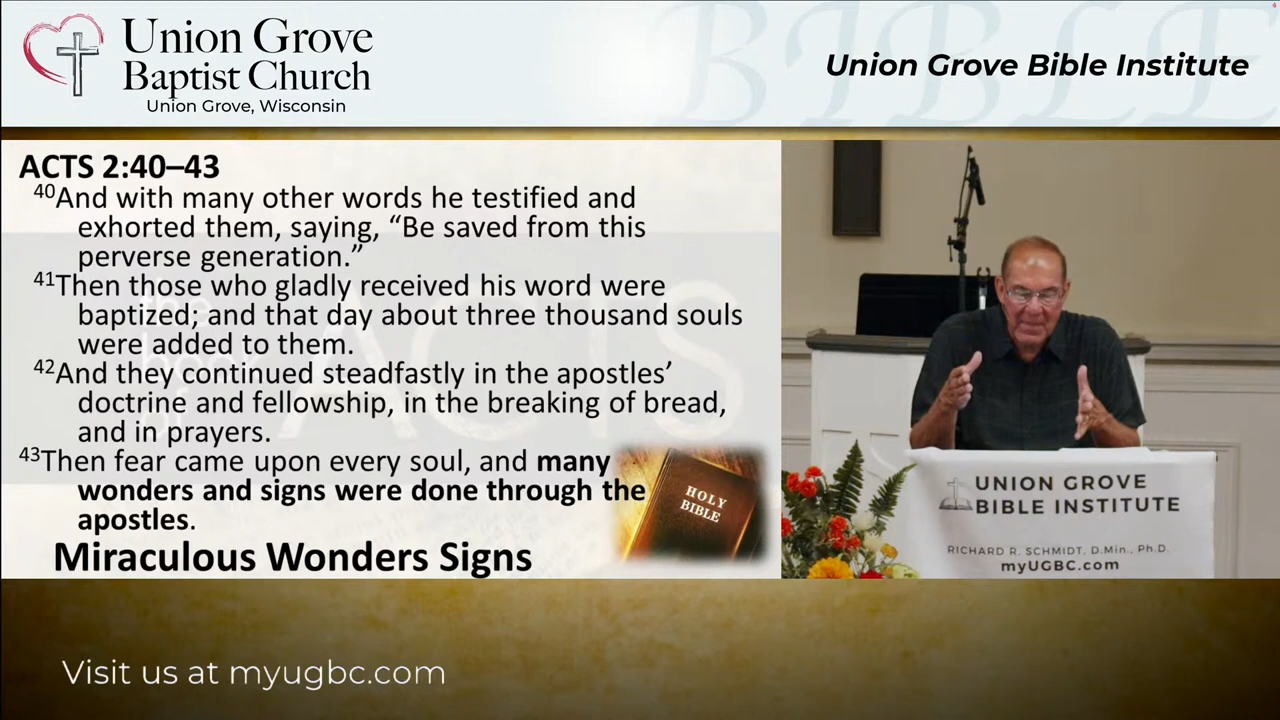 Union Grove
Baptist Church
Union Grove, Wisconsin
BIBLE
Union Grove Bible Institute
ACTS 2:40–43
40And with many other words he testified and
exhorted them, saying, “Be saved from this
perverse generation.”
41Then those who gladly received his word were
baptized; and that day about three thousand souls
were added to them.
42And they continued steadfastly in the apostles’
doctrine and fellowship, in the breaking of bread,
and in prayers.
43Then fear came upon every soul, and many
wonders and signs were done through the
apostles.
HOLY
BIBLE
Miraculous Wonders Signs
the
book
ACTS
UNION GROVE
BIBLE INSTITUTE
RICHARD R. SCHMIDT, D.Min., Ph.D.
myUGBC.com
Visit us at myugbc.com